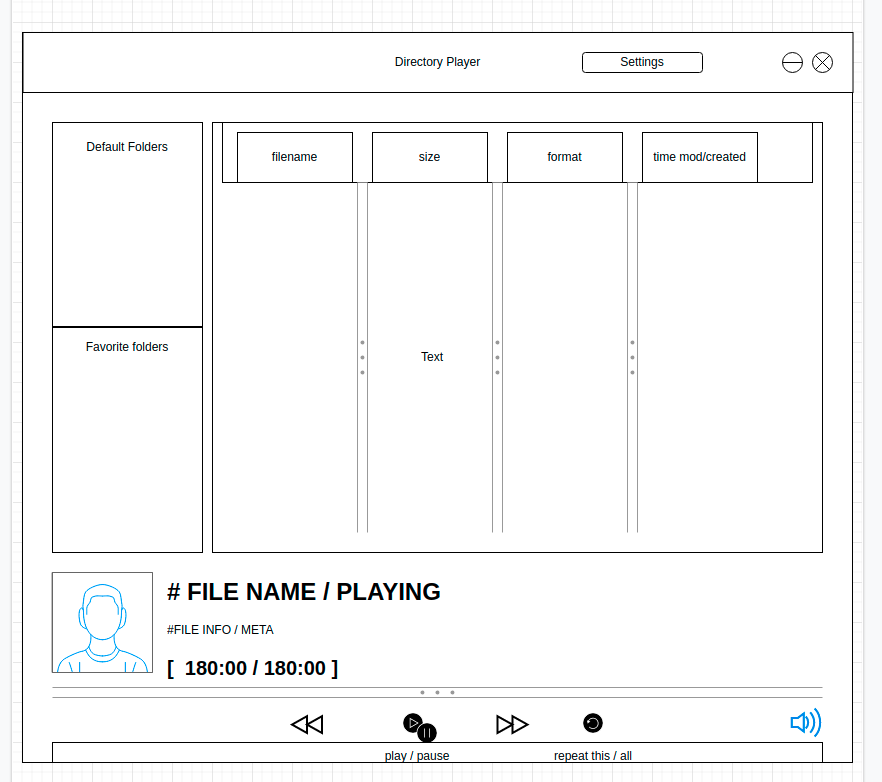 Directory Player
Settings
Default Folders
filename
size
format
time mod/created
Favorite folders
Text
# FILE NAME / PLAYING
#FILE INFO / META
[ 180:00 / 180:00 ]
play / pause
repeat this / all